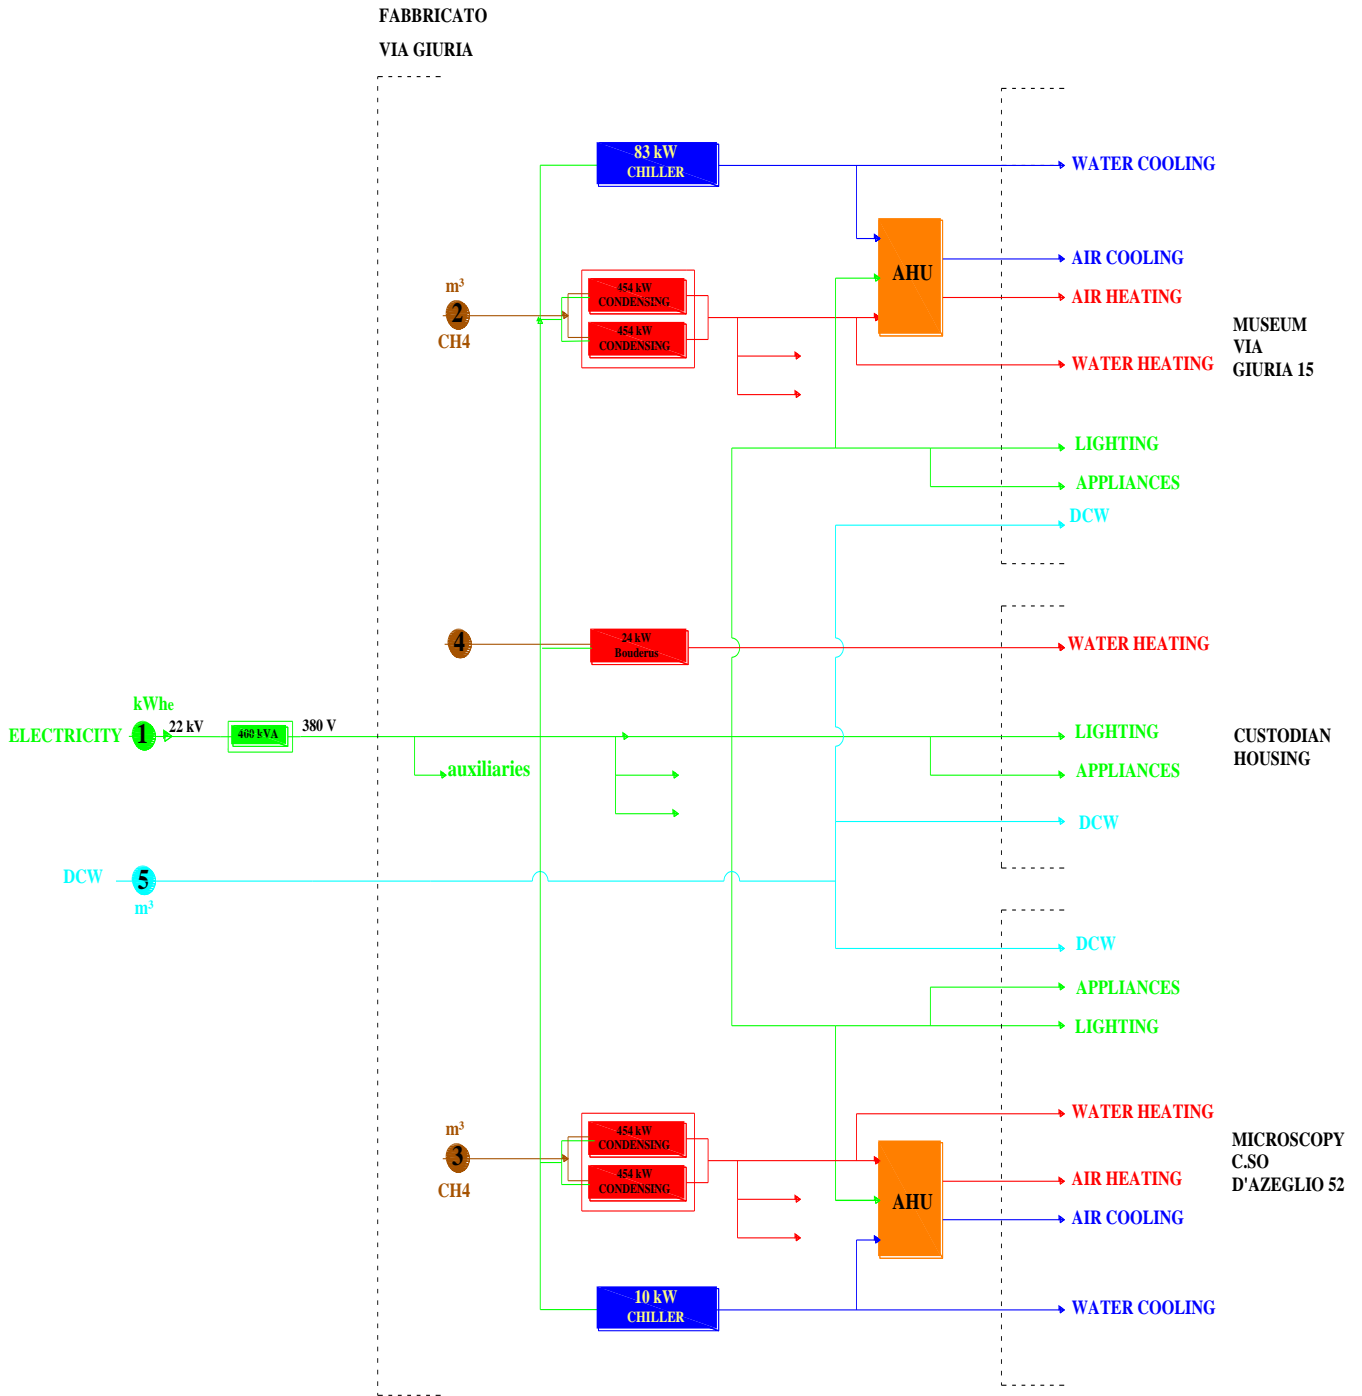 FABBRICATO
VIA GIURIA
83 kW
CHILLER
WATER COOLING
AHU
AIR COOLING
AIR HEATING
m³
2
CH4
454 kW
CONDENSING
454 kW
CONDENSING
WATER HEATING
MUSEUM
VIA
GIURIA 15
LIGHTING
APPLIANCES
DCW
4
24 kW
Bouderus
WATER HEATING
kWhe
ELECTRICITY
1
22 kV
460 kVA
380 V
auxiliaries
LIGHTING
APPLIANCES
CUSTODIAN
HOUSING
DCW
DCW
5
m³
DCW
APPLIANCES
LIGHTING
m³
3
CH4
454 kW
CONDENSING
454 kW
CONDENSING
WATER HEATING
AHU
AIR HEATING
AIR COOLING
MICROSCOPY
C.SO
D'AZEGLIO 52
10 kW
CHILLER
WATER COOLING